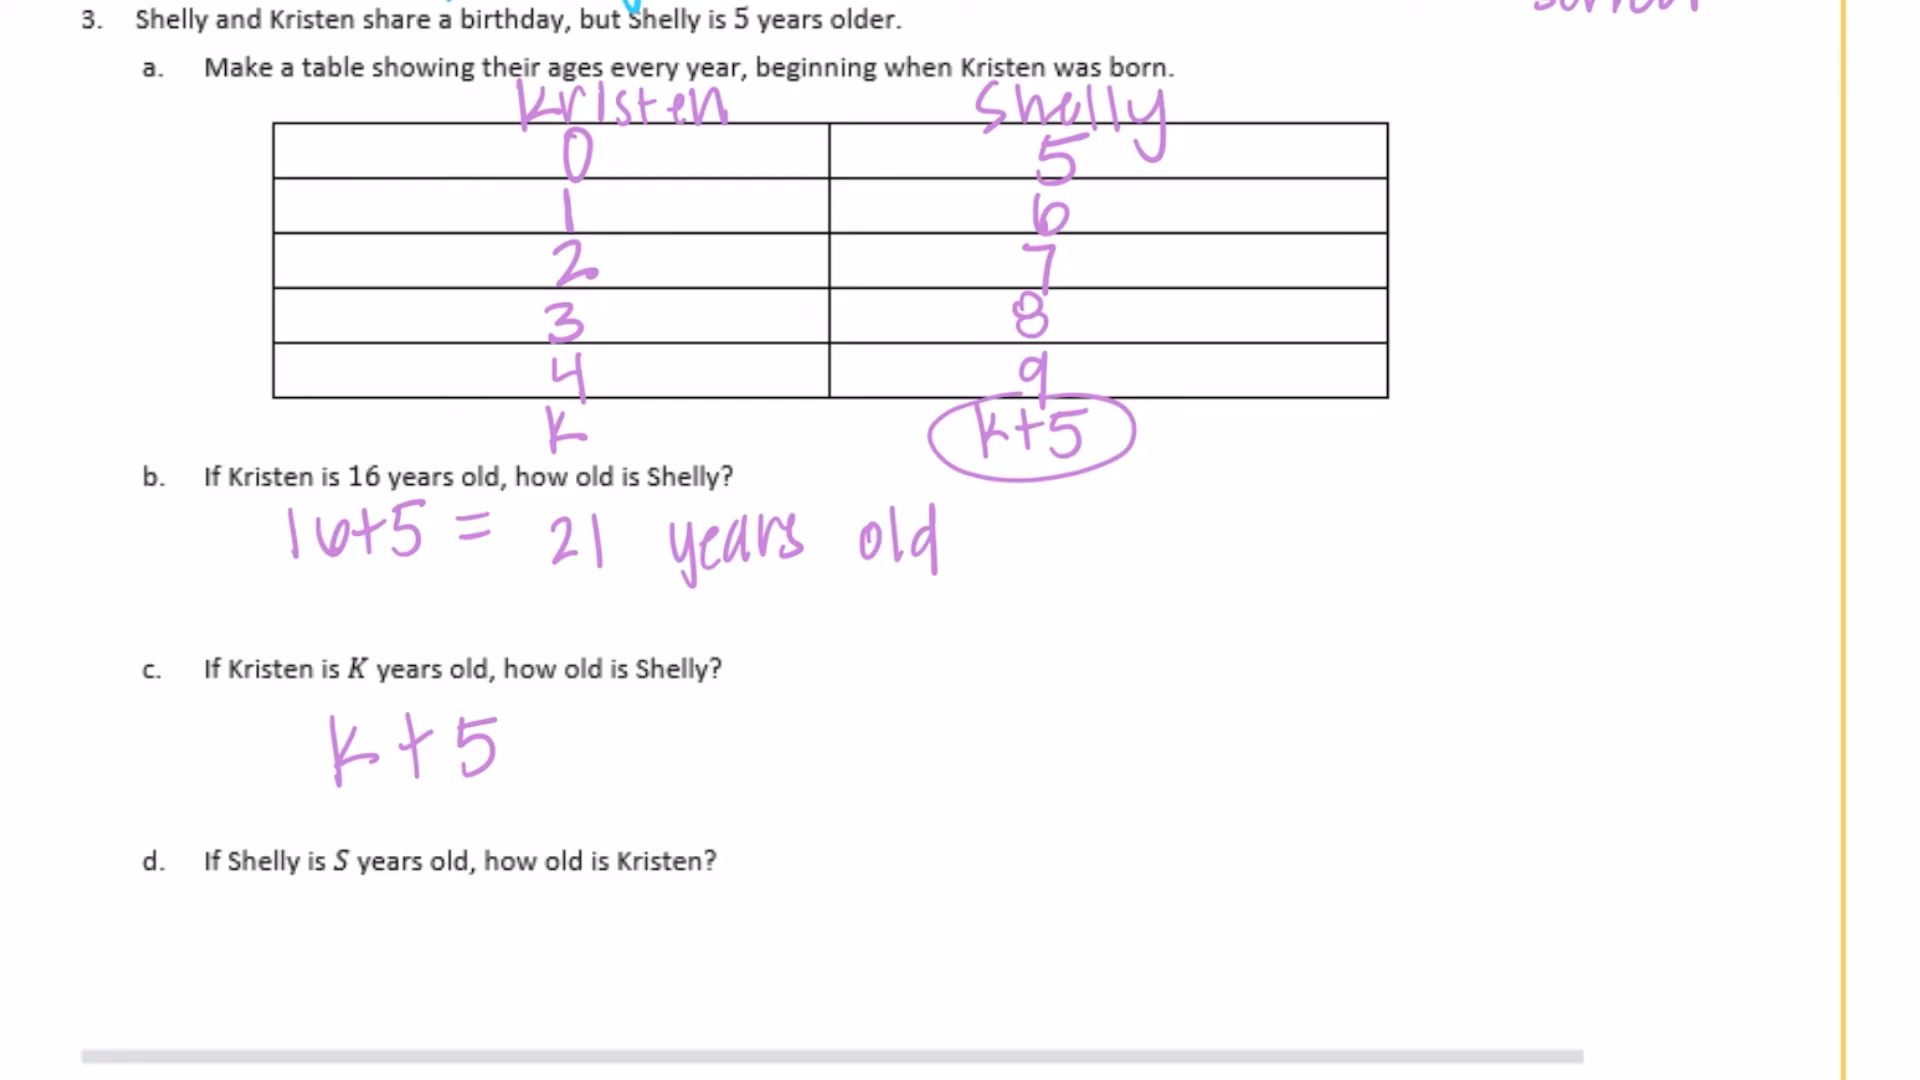 3. Shelly and Kristen share a birthday, but Shelly is 5 years older.
a. Make a table showing their ages every year, beginning when Kristen was born.
Kristen Shelly
0 5
1 6
2 7
3 8
4 9
K K+5
b. If Kristen is 16 years old, how old is Shelly?
16+5 = 21 years old
c. If Kristen is K years old, how old is Shelly?
K+5
d. If Shelly is S years old, how old is Kristen?